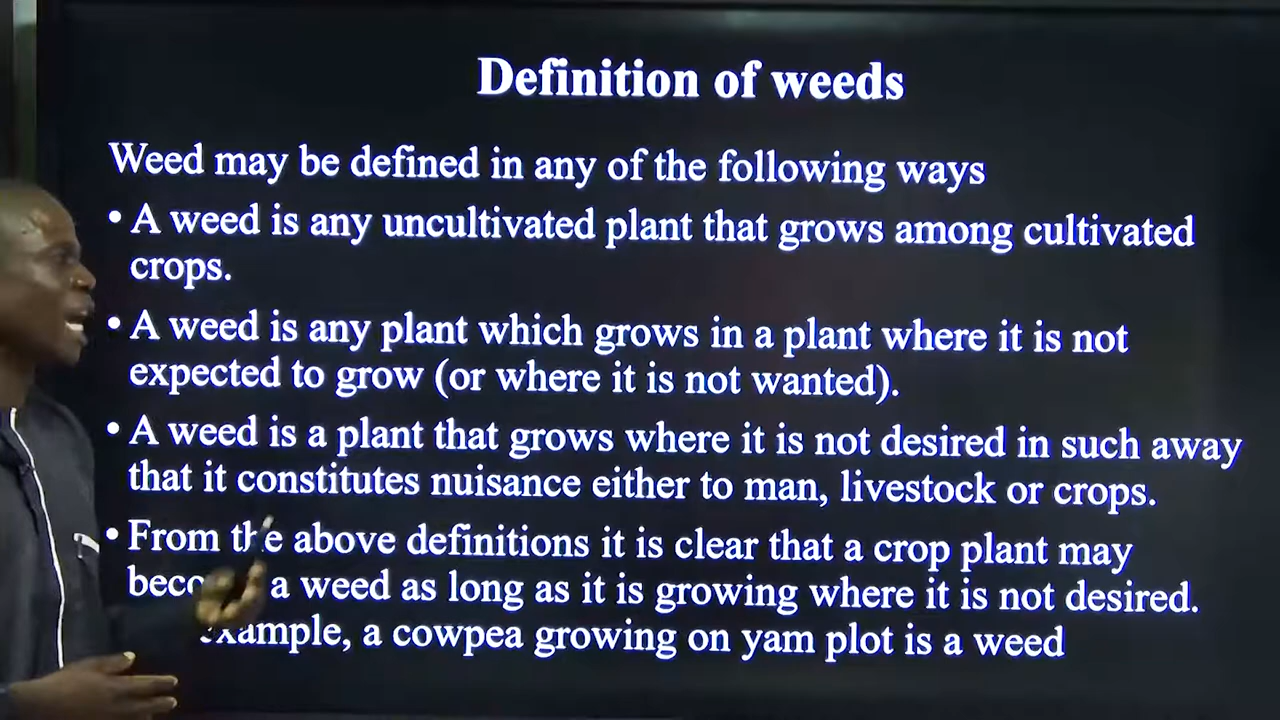 Definition of weeds
Weed may be defined in any of the following ways
• A weed is any uncultivated plant that grows among cultivated
crops.
• A weed is any plant which grows in a plant where it is not
expected to grow (or where it is not wanted).
• A weed is a plant that grows where it is not desired in such away
that it constitutes nuisance either to man, livestock or crops.
• From the above definitions it is clear that a crop plant may
a weed as long as it is growing where it is not desired.
example, a cowpea growing on yam plot is a weed